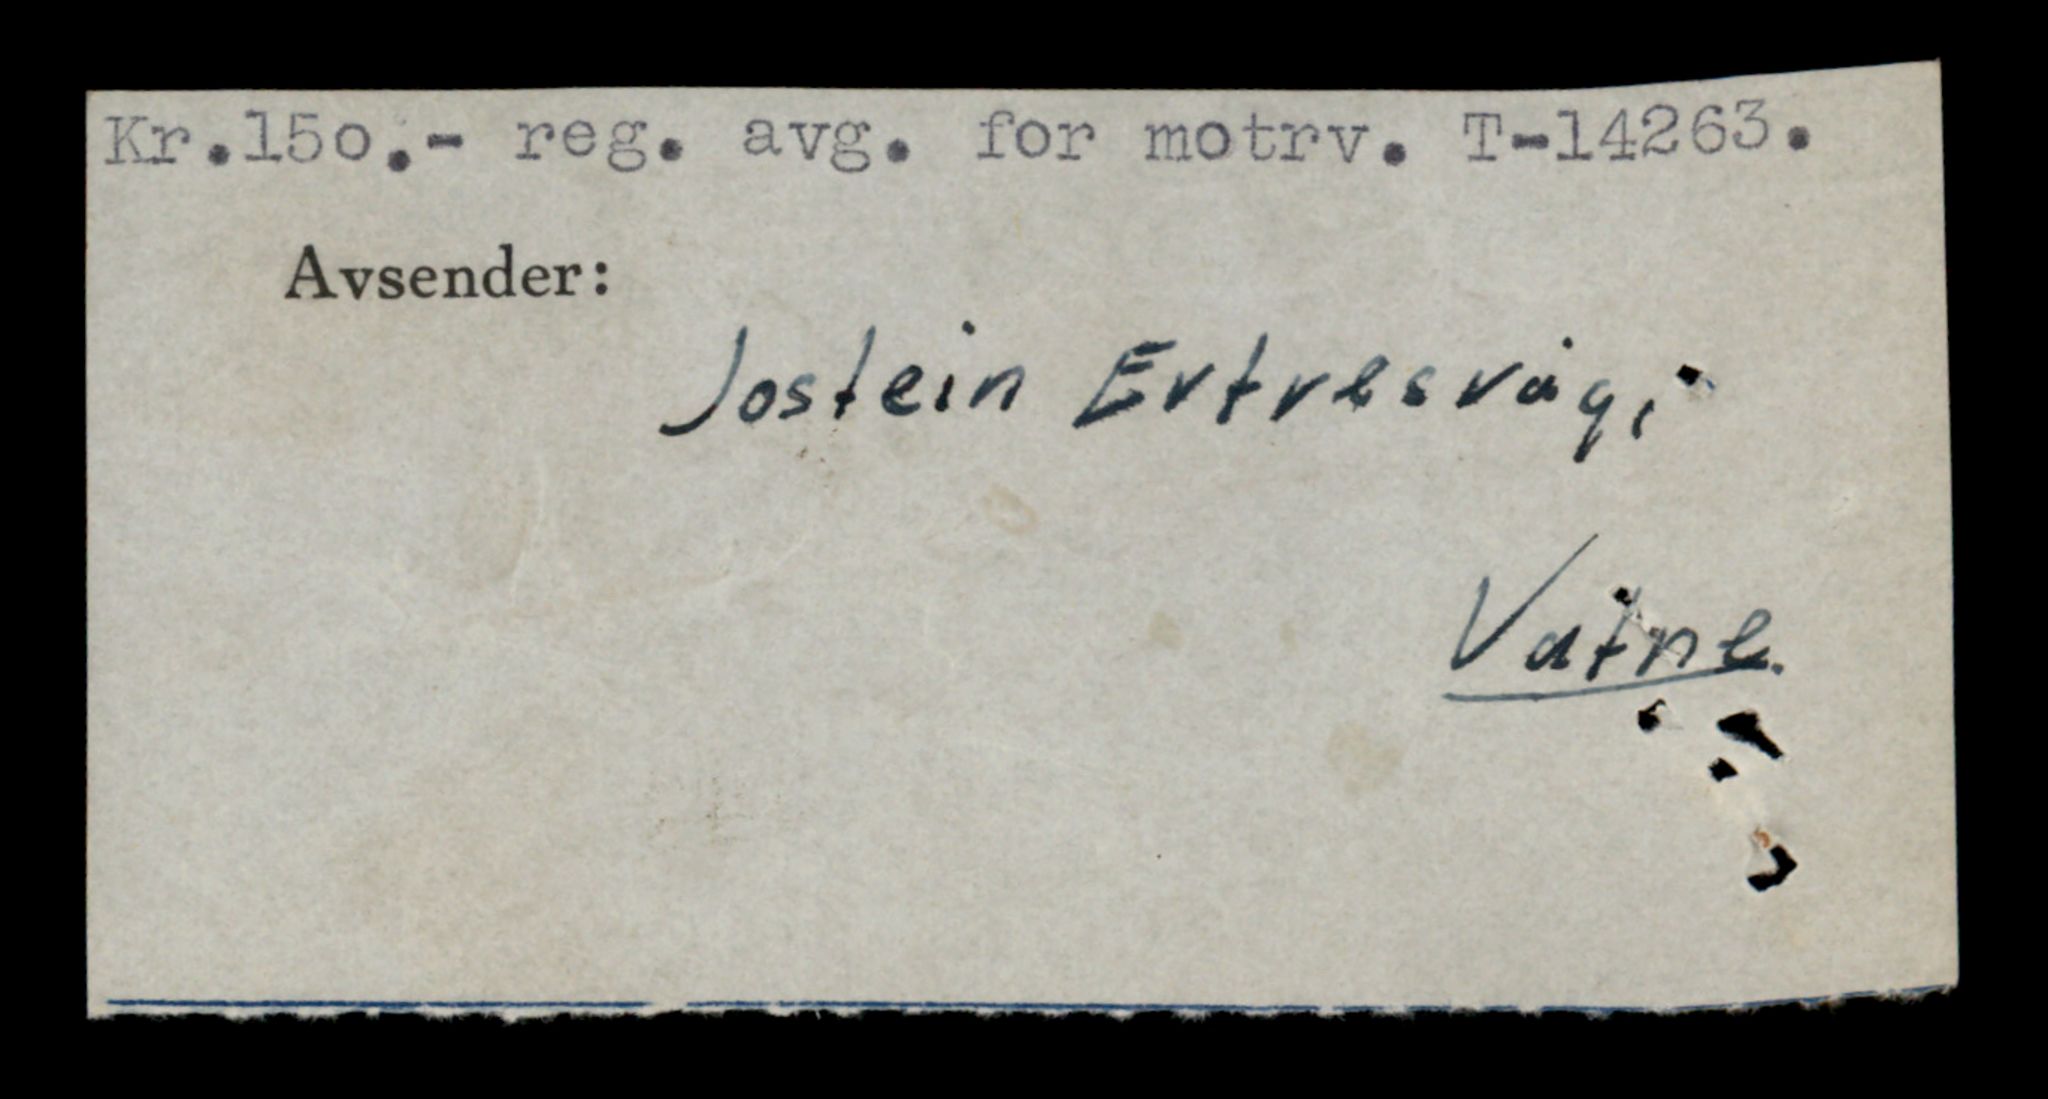 Kr.15o.- reg. avg. for motrv. T-14263.
Avsender:
Jostein Ertresvåg,
Vatne.